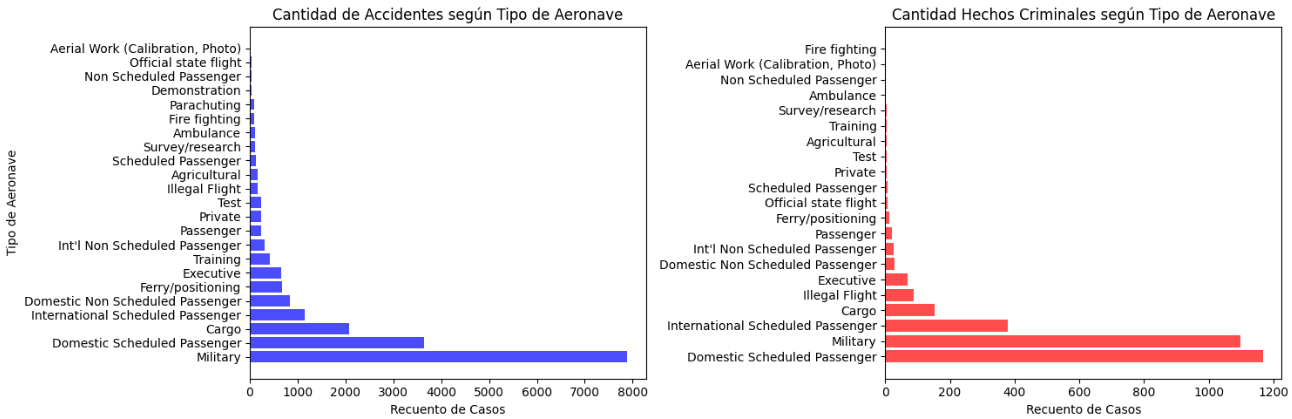 Cantidad de Accidentes según Tipo de Aeronave
Tipo de Aeronave
Aerial Work (Calibration, Photo)
Official state flight
Non Scheduled Passenger
Demonstration
Parachuting
Fire fighting
Ambulance
Survey/research
Scheduled Passenger
Agricultural
Illegal Flight
Test
Private
Passenger
Int'l Non Scheduled Passenger
Training
Executive
Ferry/positioning
Domestic Non Scheduled Passenger
International Scheduled Passenger
Cargo
Domestic Scheduled Passenger
Military
0 1000 2000 3000 4000 5000 6000 7000 8000
Recuento de Casos
Cantidad Hechos Criminales según Tipo de Aeronave
Fire fighting
Aerial Work (Calibration, Photo)
Non Scheduled Passenger
Ambulance
Survey/research
Training
Agricultural
Test
Private
Scheduled Passenger
Official state flight
Ferry/positioning
Passenger
Int'l Non Scheduled Passenger
Domestic Non Scheduled Passenger
Executive
Illegal Flight
Cargo
International Scheduled Passenger
Military
Domestic Scheduled Passenger
0 200 400 600 800 1000 1200
Recuento de Casos